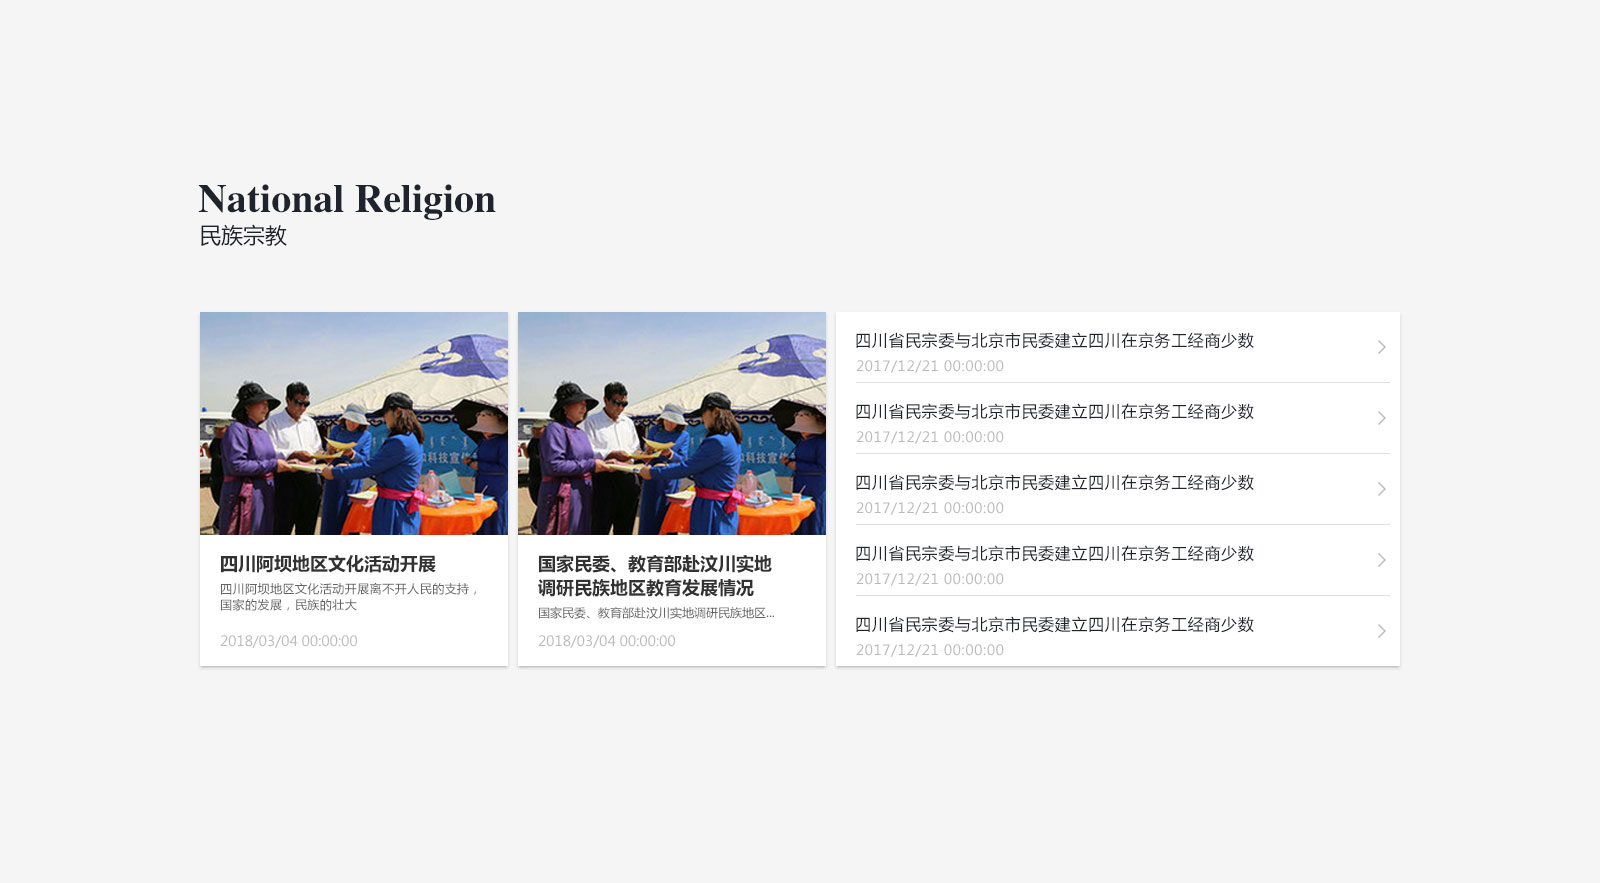 National Religion
民族宗教
和科技宣传
和科技宣传
四川阿坝地区文化活动开展
四川阿坝地区文化活动开展离不开人民的支持，
国家的发展，民族的壮大
2018/03/04 00:00:00
国家民委、教育部赴汶川实地
调研民族地区教育发展情况
国家民委、教育部赴汶川实地调研民族地区...
2018/03/04 00:00:00
四川省民宗委与北京市民委建立四川在京务工经商少数
2017/12/21 00:00:00
四川省民宗委与北京市民委建立四川在京务工经商少数
2017/12/21 00:00:00
四川省民宗委与北京市民委建立四川在京务工经商少数
2017/12/21 00:00:00
四川省民宗委与北京市民委建立四川在京务工经商少数
2017/12/21 00:00:00
四川省民宗委与北京市民委建立四川在京务工经商少数
2017/12/21 00:00:00